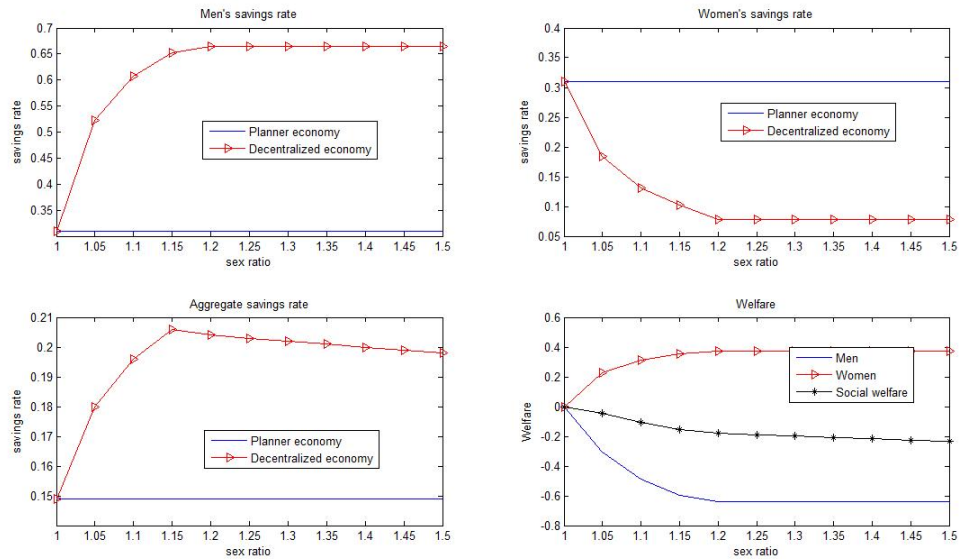 Men's savings rate
savings rate
0.7
0.65
0.6
0.55
0.5
0.45
0.4
0.35
Planner economy
Decentralized economy
1 1.05 1.1 1.15 1.2 1.25 1.3 1.35 1.4 1.45 1.5
sex ratio
Women's savings rate
savings rate
0.4
0.35
0.3
0.25
0.2
0.15
0.1
0.05
Planner economy
Decentralized economy
1 1.05 1.1 1.15 1.2 1.25 1.3 1.35 1.4 1.45 1.5
sex ratio
Aggregate savings rate
savings rate
0.21
0.2
0.19
0.18
0.17
0.16
0.15
Planner economy
Decentralized economy
1 1.05 1.1 1.15 1.2 1.25 1.3 1.35 1.4 1.45 1.5
sex ratio
Welfare
Welfare
0.6
0.4
0.2
0
-0.2
-0.4
-0.6
-0.8
Men
Women
Social welfare
1 1.05 1.1 1.15 1.2 1.25 1.3 1.35 1.4 1.45 1.5
sex ratio